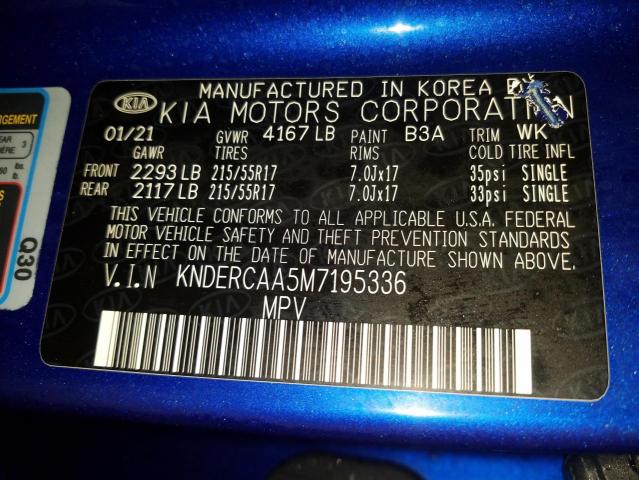 MANUFACTURED IN KOREA
KIA KIA MOTORS CORPORATION
01/21 GVWR 4167 LB PAINT B3A TRIM WK
GAWR TIRES RIMS COLD TIRE INFL
FRONT 2293 LB 215/55R17 7.0Jx17 35psi SINGLE
REAR 2117 LB 215/55R17 7.0Jx17 33psi SINGLE
THIS VEHICLE CONFORMS TO ALL APPLICABLE U.S.A. FEDERAL
MOTOR VEHICLE SAFETY AND THEFT PREVENTION STANDARDS
IN EFFECT ON THE DATE OF MANUFACTURE SHOWN ABOVE.
V.I.N KNDERCAA5M7195336
MPV
Q30